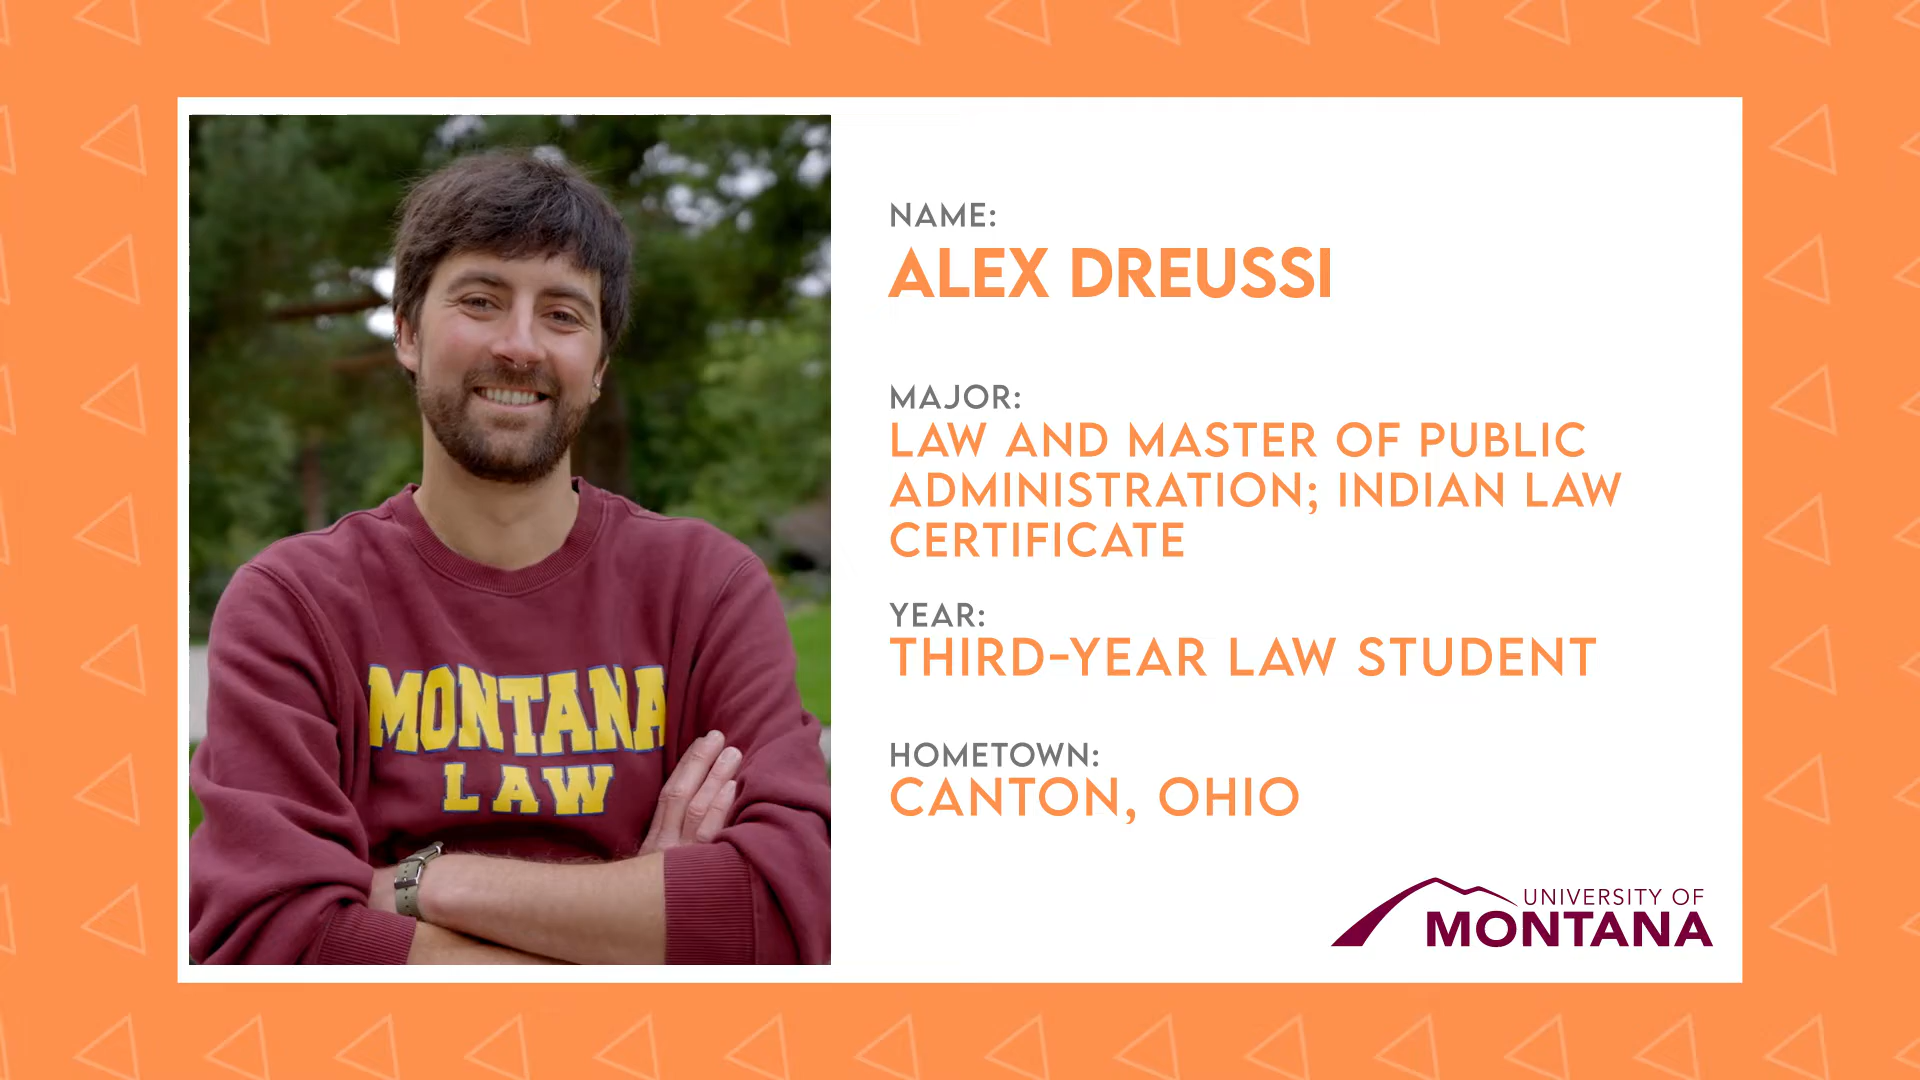 NAME:
ALEX DREUSSI
MAJOR:
LAW AND MASTER OF PUBLIC
ADMINISTRATION; INDIAN LAW
CERTIFICATE
YEAR:
THIRD-YEAR LAW STUDENT
HOMETOWN:
CANTON, OHIO
MONTANA
LAW
UNIVERSITY OF
MONTANA